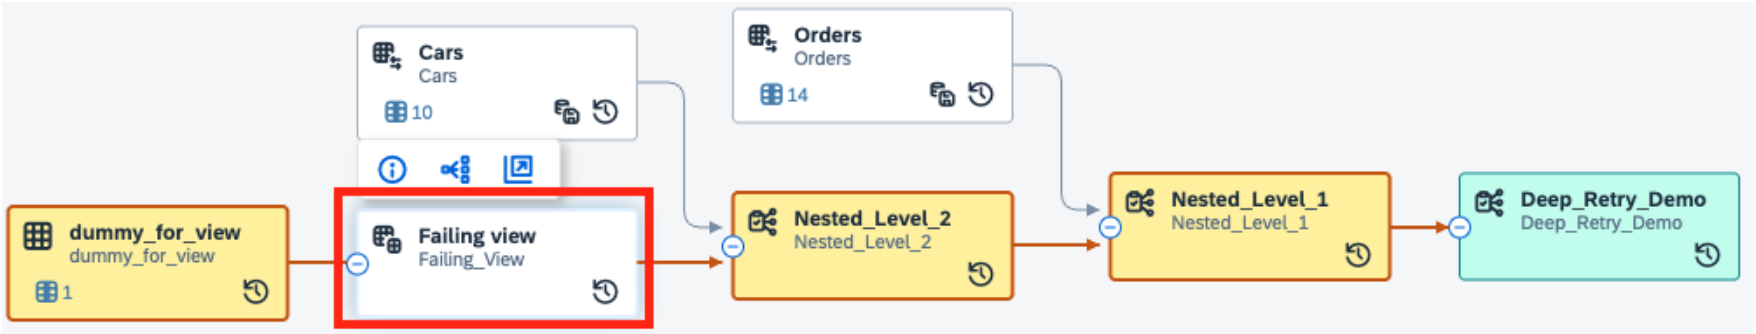 Cars
Cars
10
Orders
Orders
14
dummy_for_view
dummy_for_view
1
Failing view
Failing_View
Nested_Level_2
Nested_Level_2
Nested_Level_1
Nested_Level_1
Deep_Retry_Demo
Deep_Retry_Demo